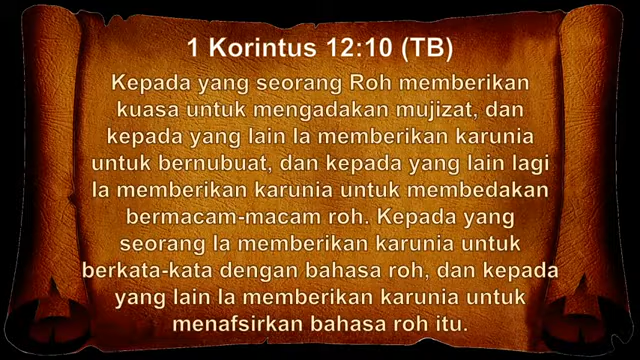 1 Korintus 12:10 (TB)
Kepada yang seorang Roh memberikan
kuasa untuk mengadakan mujizat, dan
kepada yang lain Ia memberikan karunia
untuk bernubuat, dan kepada yang lain lagi
Ia memberikan karunia untuk membedakan
bermacam-macam roh. Kepada yang
seorang Ia memberikan karunia untuk
berkata-kata dengan bahasa roh, dan kepada
yang lain Ia memberikan karunia untuk
menafsirkan bahasa roh itu.